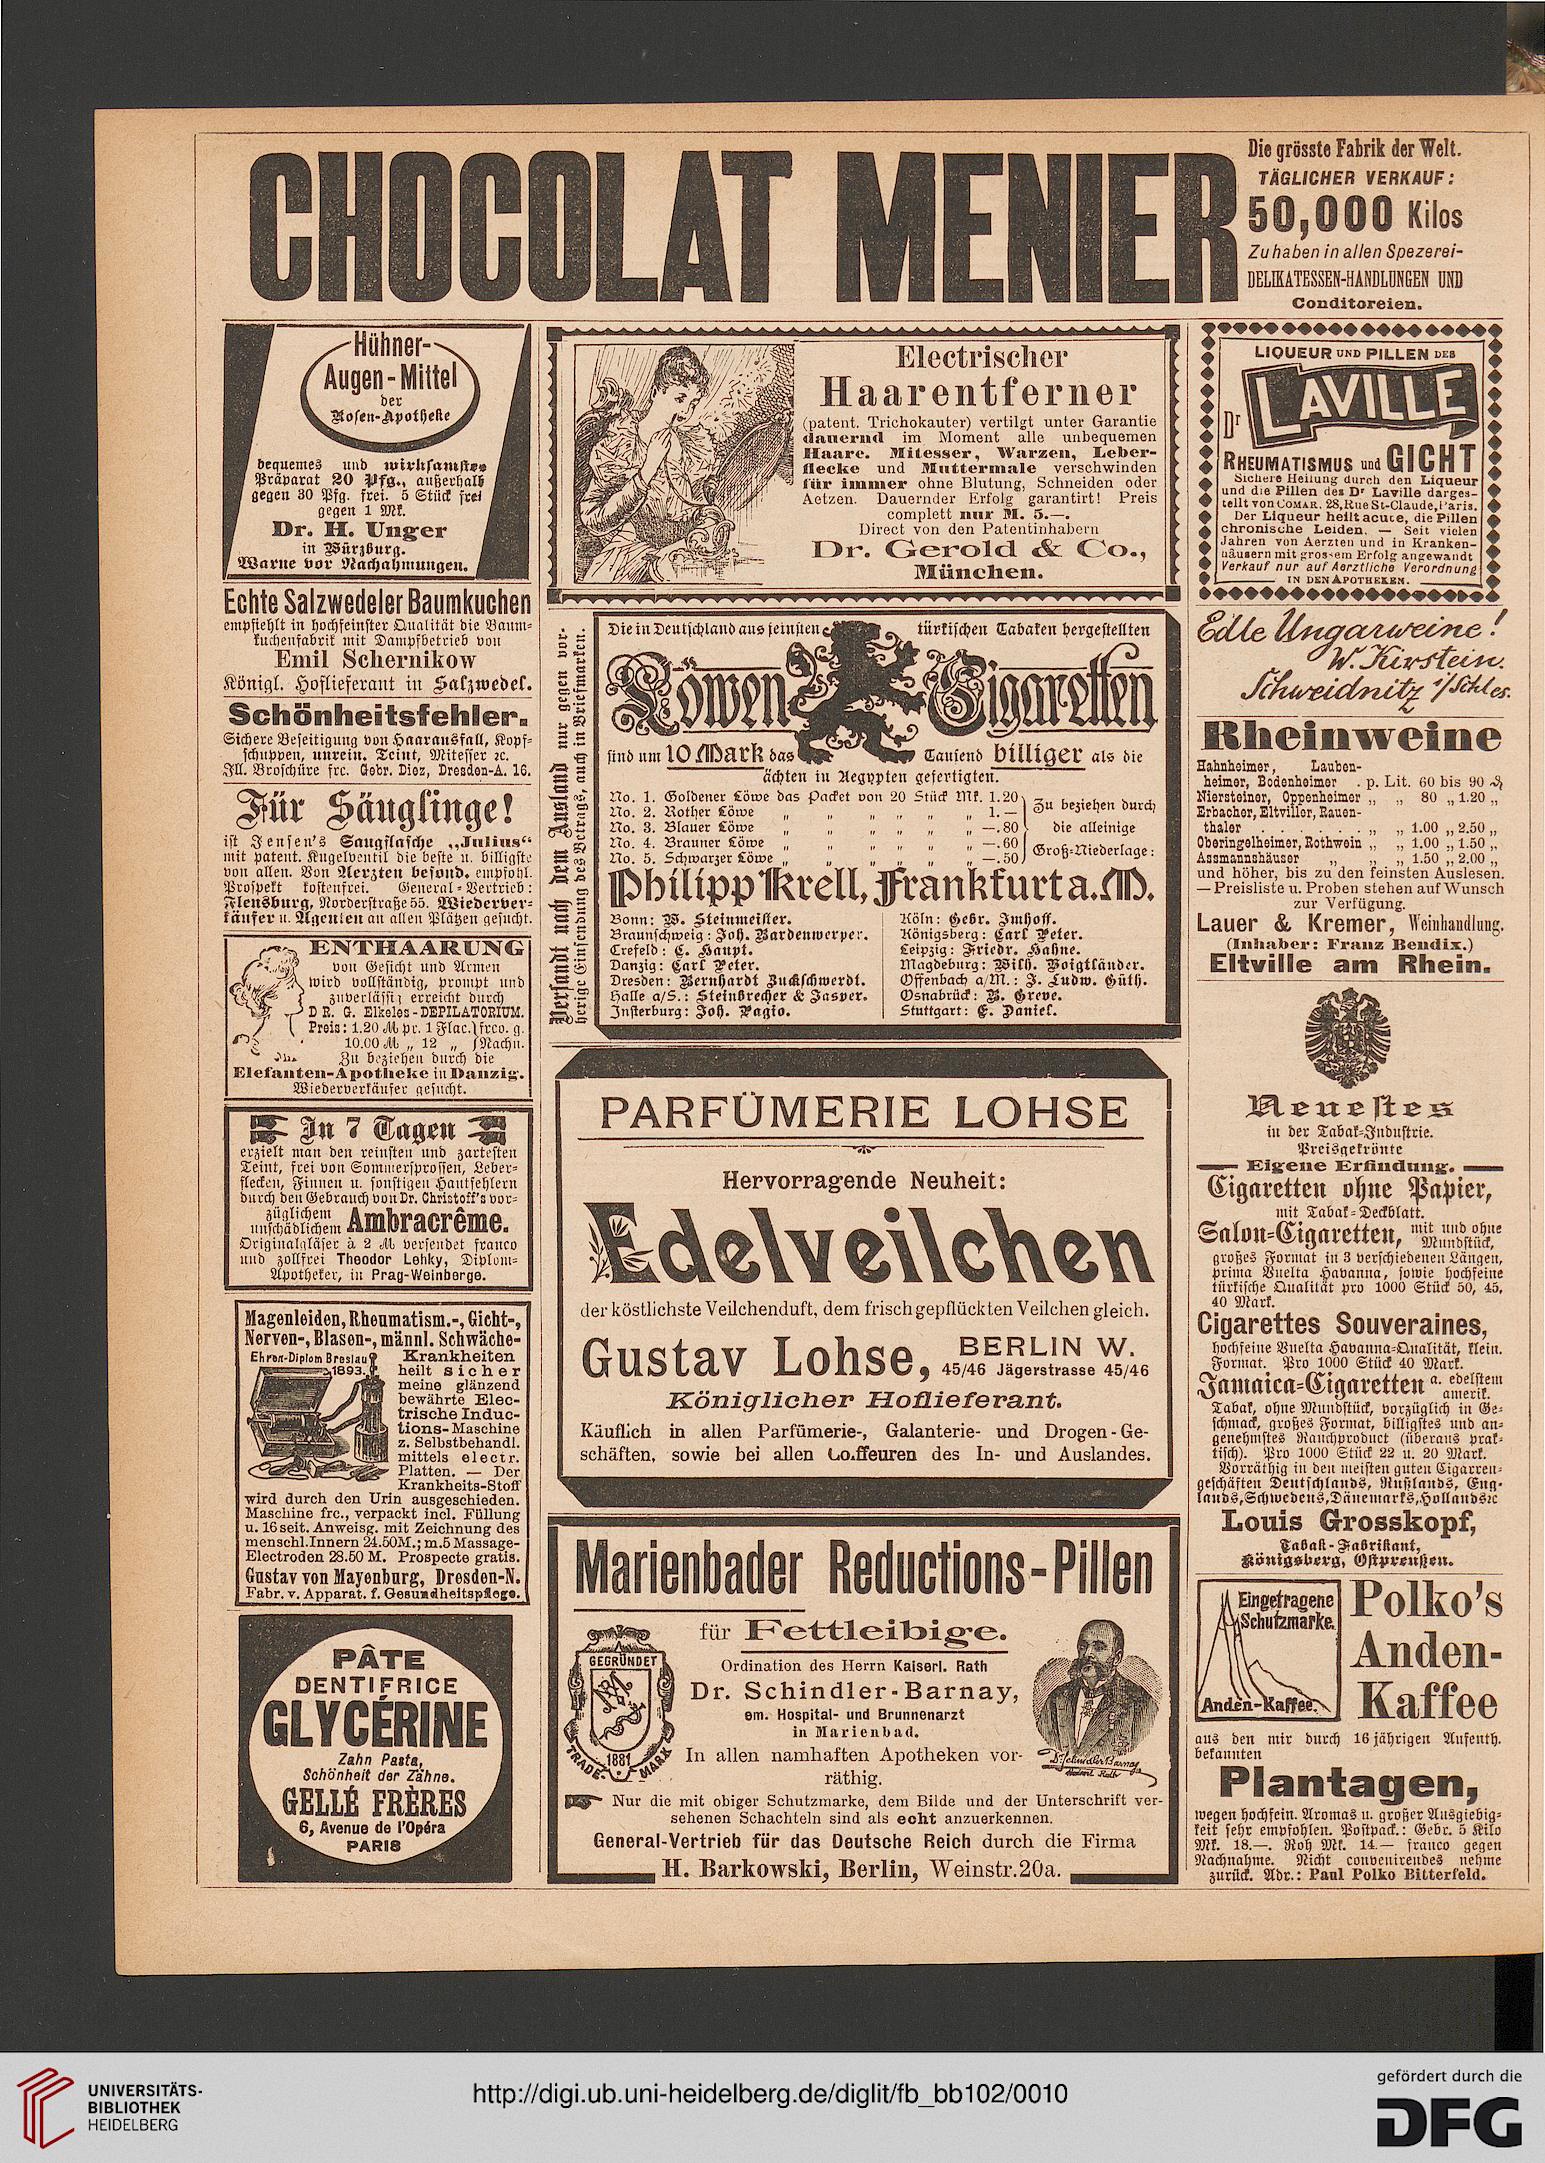 CHOCOLAT MENIER
Die grösste Fabrik der Welt.
TÄGLICHER VERKAUF:
50,000 Kilos
Zu haben in allen Spezerei-
DELIKATESSEN-HANDLUNGEN UND
Conditoreien.
Hühner-
Augen-Mittel
der
Rosen-Apotheke
bequemes und wirksamstes
Präparat 20 Pfg., außerhalb
gegen 30 Pfg. frei. 5 Stück frei
gegen 1 Mk.
Dr. H. Unger
in Würzburg.
Warne vor Nachahmungen.
Echte Salzwedeler Baumkuchen
empfiehlt in hochfeinster Qualität die Baum-
kuchenfabrik mit Dampfbetrieb von
Emil Schernikow
Königl. Hoflieferant in Salzwedel.
Schönheitsfehler.
Sichere Beseitigung von Haarausfall, Kopf-
schuppen, unrein. Teint, Mitesser ec.
Ill. Broschüre frc. Gebr. Diez, Dresden-A. 16.
Für Säuglinge!
ist Jensen's Saugflasche „Julius“
mit patent. Kugelventil die beste u. billigste
von allen. Von Aerzten besond. empfohl.
Prospekt kostenfrei. General-Vertrieb:
Flensburg, Norderstraße 55. Wiederver-
käufer u. Agenten an allen Plätzen gesucht.
ENTHAARUNG
von Gesicht und Armen
wird vollständig, prompt und
zuverlässig erreicht durch
DR. G. Elkeles-DEPILATORIUM.
Preis: 1.20 M pr. 1 Flac. frco. g.
10.00 M „ 12 „ Nachn.
Zu beziehen durch die
Elefanten-Apotheke in Danzig.
Wiederverkäufer gesucht.
In 7 Tagen
erzielt man den reinsten und zartesten
Teint, frei von Sommersprossen, Leber-
flecken, Finnen u. sonstigen Hautfehlern
durch den Gebrauch von Dr. Christoff's vor-
züglichem
unschädlichem Ambracrême.
Originalgläser à 2 M versendet franco
und zollfrei Theodor Lehky, Diplom-
Apotheker, in Prag-Weinberge.
Magenleiden, Rheumatism.-, Gicht-,
Nerven-, Blasen-, männl. Schwäche-
Ehren-Diplom Breslau
1893.
Krankheiten
heilt sicher
meine glänzend
bewährte Elec-
trische Induc-
tions-Maschine
z. Selbstbehandl.
mittels electr.
Platten. — Der
Krankheits-Stoff
wird durch den Urin ausgeschieden.
Maschine frc., verpackt incl. Füllung
u. 16 seit. Anweisg. mit Zeichnung des
menschl. Innern 24.50 M.; m. 5 Massage-
Electroden 28.50 M. Prospecte gratis.
Gustav von Mayenburg, Dresden-N.
Fabr. v. Apparat. f. Gesundheitspflege.
PÂTE
DENTIFRICE
GLYCÉRINE
Zahn Pasta,
Schönheit der Zähne.
GELLÉ FRÈRES
6, Avenue de l'Opéra
PARIS
Electrischer
Haarentferner
(patent. Trichokauter) vertilgt unter Garantie
dauernd im Moment alle unbequemen
Haare. Mitesser, Warzen, Leber-
flecke und Muttermale verschwinden
für immer ohne Blutung, Schneiden oder
Aetzen. Dauernder Erfolg garantirt! Preis
complett nur M. 5.—.
Direct von den Patentinhabern
Dr. Gerold & Co.,
München.
Versandt nach dem Ausland nur gegen vor-
herige Einsendung des Betrags, auch in Briefmarken.
Die in Deutschland aus feinsten türkischen Tabaken hergestellten
Löwen Cigaretten
sind um 10 Mark das Tausend billiger als die
ächten in Aegypten gefertigten.
No. 1. Goldener Löwe das Packet von 20 Stück Mk. 1.20
No. 2. Rother Löwe „ „ „ „ „ „ 1.—
No. 3. Blauer Löwe „ „ „ „ „ „ —.80
No. 4. Brauner Löwe „ „ „ „ „ „ —.60
No. 5. Schwarzer Löwe „ „ „ „ „ „ —.50
Zu beziehen durch
die alleinige
Groß-Niederlage:
Philipp Krell, Frankfurt a. M.
Bonn: W. Steinmeister.
Braunschweig: Joh. Bardenwerper.
Crefeld: C. Haupt.
Danzig: Carl Peter.
Dresden: Bernhardt Zuckschwerdt.
Halle a/S.: Steinbrecher & Jasper.
Insterburg: Joh. Pagio.
Köln: Gebr. Imhoff.
Königsberg: Carl Peter.
Leipzig: Friedr. Hahne.
Magdeburg: Wilh. Voigtländer.
Offenbach a/M.: J. Ludw. Güth.
Osnabrück: B. Greve.
Stuttgart: E. Daniel.
PARFÜMERIE LOHSE
Hervorragende Neuheit:
Edelveilchen
der köstlichste Veilchenduft, dem frisch gepflückten Veilchen gleich.
Gustav Lohse, BERLIN W.
45/46 Jägerstrasse 45/46
Königlicher Hoflieferant.
Käuflich in allen Parfümerie-, Galanterie- und Drogen-Ge-
schäften, sowie bei allen Coiffeuren des In- und Auslandes.
Marienbader Reductions-Pillen
für Fettleibige.
Ordination des Herrn Kaiserl. Rath
Dr. Schindler-Barnay,
em. Hospital- und Brunnenarzt
in Marienbad.
In allen namhaften Apotheken vor-
räthig.
GEGRÜNDET
1881
TRADE MARK
Nur die mit obiger Schutzmarke, dem Bilde und der Unterschrift ver-
sehenen Schachteln sind als echt anzuerkennen.
General-Vertrieb für das Deutsche Reich durch die Firma
H. Barkowski, Berlin, Weinstr. 20a.
LIQUEUR UND PILLEN DES
Dr LAVILLE
RHEUMATISMUS und GICHT
Sichere Heilung durch den Liqueur
und die Pillen des Dr Laville darges-
tellt von COMAR. 28, Rue St-Claude, Paris.
Der Liqueur heilt acute, die Pillen
chronische Leiden. — Seit vielen
Jahren von Aerzten und in Kranken-
häusern mit grossem Erfolg angewandt
Verkauf nur auf Aerztliche Verordnung
IN DEN APOTHEKEN.
Edle Ungarweine!
W. Kirstein.
Schweidnitz i/Schles.
Rheinweine
Hahnheimer, Lauben-
heimer, Bodenheimer . p. Lit. 60 bis 90 ₰
Niersteiner, Oppenheimer „ „ 80 „ 1.20 „
Erbacher, Eltviller, Rauen-
thaler . . . . . . . „ „ 1.00 „ 2.50 „
Oberingelheimer, Rothwein „ „ 1.00 „ 1.50 „
Assmannshäuser „ „ „ 1.50 „ 2.00 „
und höher, bis zu den feinsten Auslesen.
— Preisliste u. Proben stehen auf Wunsch
zur Verfügung.
Lauer & Kremer, Weinhandlung.
(Inhaber: Franz Bendix.)
Eltville am Rhein.
Neuestes
in der Tabak-Industrie.
Preisgekrönte
Eigene Erfindung.
Cigaretten ohne Papier,
mit Tabak-Deckblatt.
Salon-Cigaretten, mit und ohne
Mundstück,
großes Format in 3 verschiedenen Längen,
prima Vuelta Havanna, sowie hochfeine
türkische Qualität pro 1000 Stück 50, 45,
40 Mark.
Cigarettes Souveraines,
hochfeine Vuelta Havanna-Qualität, klein.
Format. Pro 1000 Stück 40 Mark.
Jamaica-Cigaretten a. edelstem
amerik.
Tabak, ohne Mundstück, vorzüglich in Ge-
schmack, großes Format, billigstes und an-
genehmstes Rauchproduct (überaus prak-
tisch). Pro 1000 Stück 22 u. 20 Mark.
Vorräthig in den meisten guten Cigarren-
geschäften Deutschlands, Rußlands, Eng-
lands, Schwedens, Dänemarks, Hollands ec
Louis Grosskopf,
Tabak-Fabrikant,
Königsberg, Ostpreußen.
Eingetragene
Schutzmarke.
Anden-Kaffee.
Polko's
Anden-
Kaffee
aus den mir durch 16 jährigen Aufenth.
bekannten
Plantagen,
wegen hochfein. Aromas u. großer Ausgiebig-
keit sehr empfohlen. Postpack.: Gebr. 5 Kilo
Mk. 18.—. Roh Mk. 14.— franco gegen
Nachnahme. Nicht convenirendes nehme
zurück. Adr.: Paul Polko Bitterfeld.
UNIVERSITÄTS-
BIBLIOTHEK
HEIDELBERG
http://digi.ub.uni-heidelberg.de/diglit/fb_bb102/0010
gefördert durch die
DFG